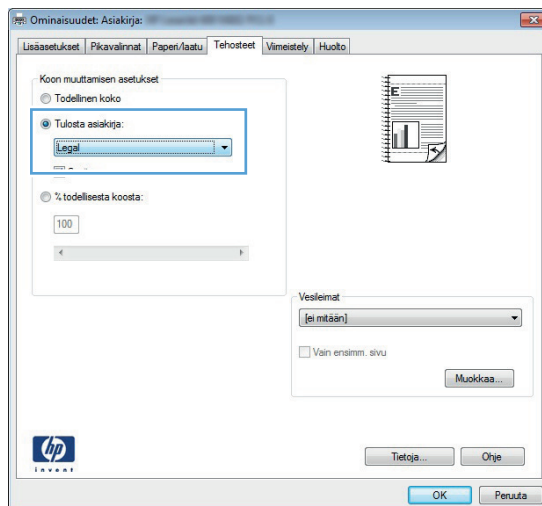 Ominaisuudet: Asiakirja:
Lisäasetukset Pikavalinnat Paperi/laatu Tehosteet Viimeistely Huolto
Koon muuttamisen asetukset
Todellinen koko
Tulosta asiakirja:
Legal
% todellisesta koosta:
100
E
Vesileimat
[ei mitään]
Vain ensimm. sivu
Muokkaa...
hp
invent
Tietoja... Ohje
OK Peruuta